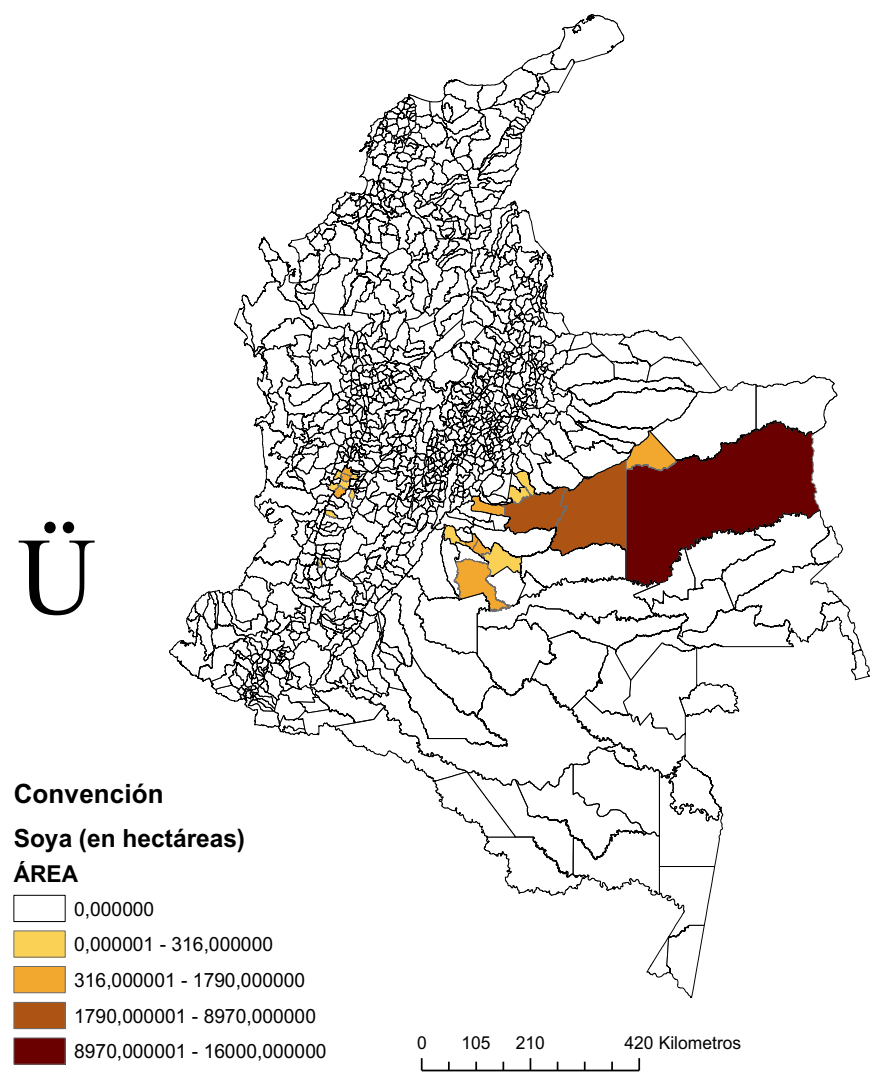 Ü
Convención
Soya (en hectáreas)
ÁREA
0,000000
0,000001 - 316,000000
316,000001 - 1790,000000
1790,000001 - 8970,000000
8970,000001 - 16000,000000
0 105 210 420 Kilometros